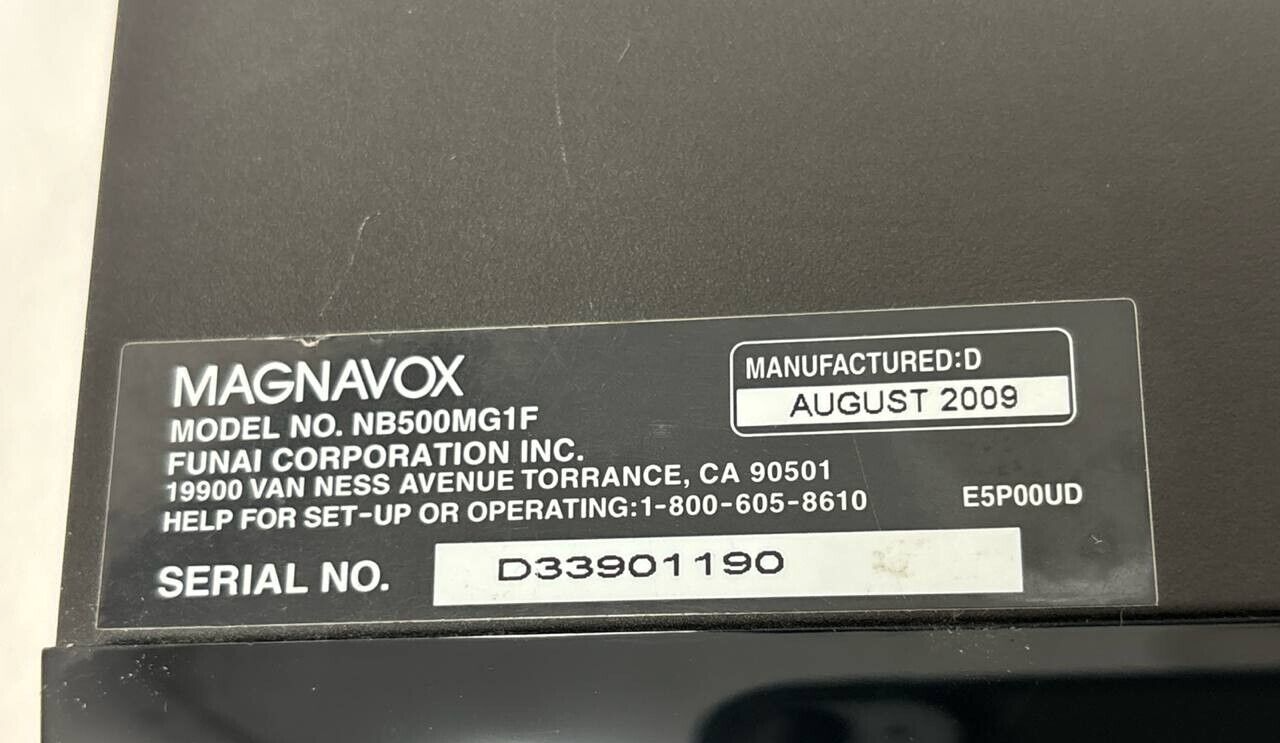 MAGNAVOX
MODEL NO. NB500MG1F
FUNAI CORPORATION INC.
19900 VAN NESS AVENUE TORRANCE, CA 90501
HELP FOR SET-UP OR OPERATING:1-800-605-8610
MANUFACTURED:D
AUGUST 2009
E5P00UD
SERIAL NO. D33901190